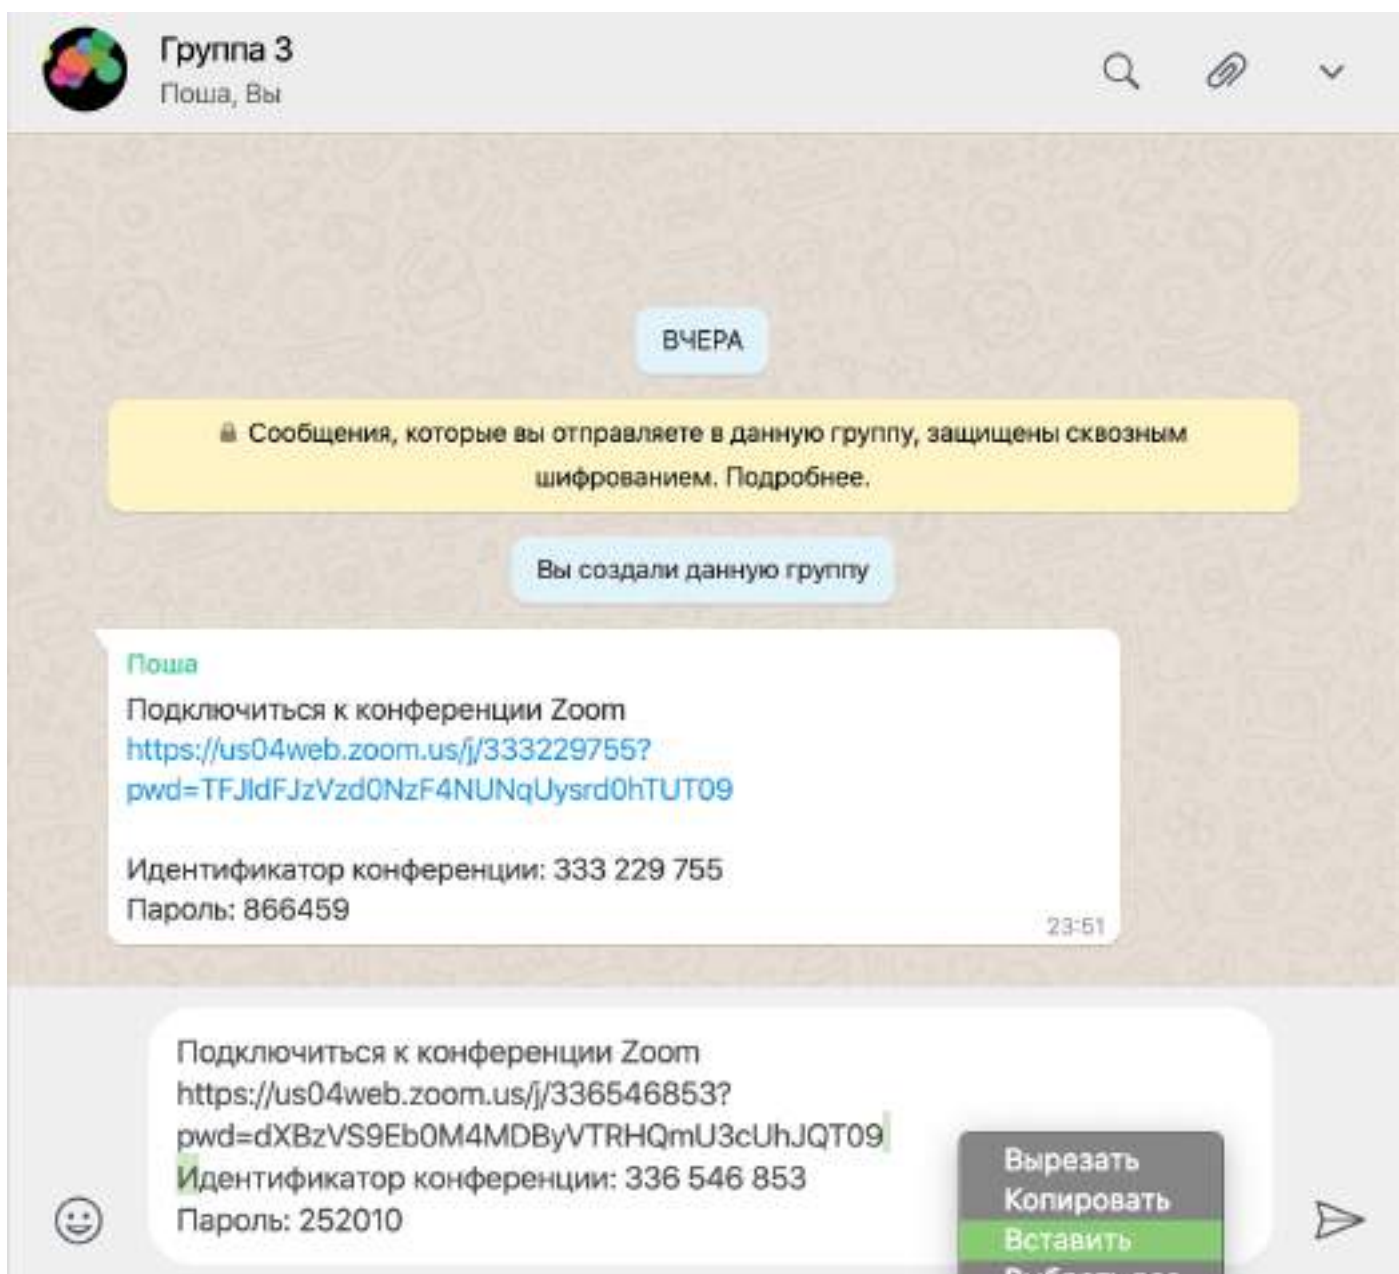 Группа 3
Поша, Вы
ВЧЕРА
Сообщения, которые вы отправляете в данную группу, защищены сквозным
шифрованием. Подробнее.
Вы создали данную группу
Поша
Подключиться к конференции Zoom
https://us04web.zoom.us/j/333229755?
pwd=TFJldFJzVzd0NzF4NUNqUysrd0hTUT09
Идентификатор конференции: 333 229 755
Пароль: 866459
23:51
Подключиться к конференции Zoom
https://us04web.zoom.us/j/336546853?
pwd=dXBzVS9Eb0M4MDByVTRHQmU3cUhJQT09
Идентификатор конференции: 336 546 853
Пароль: 252010
Вырезать
Копировать
Вставить